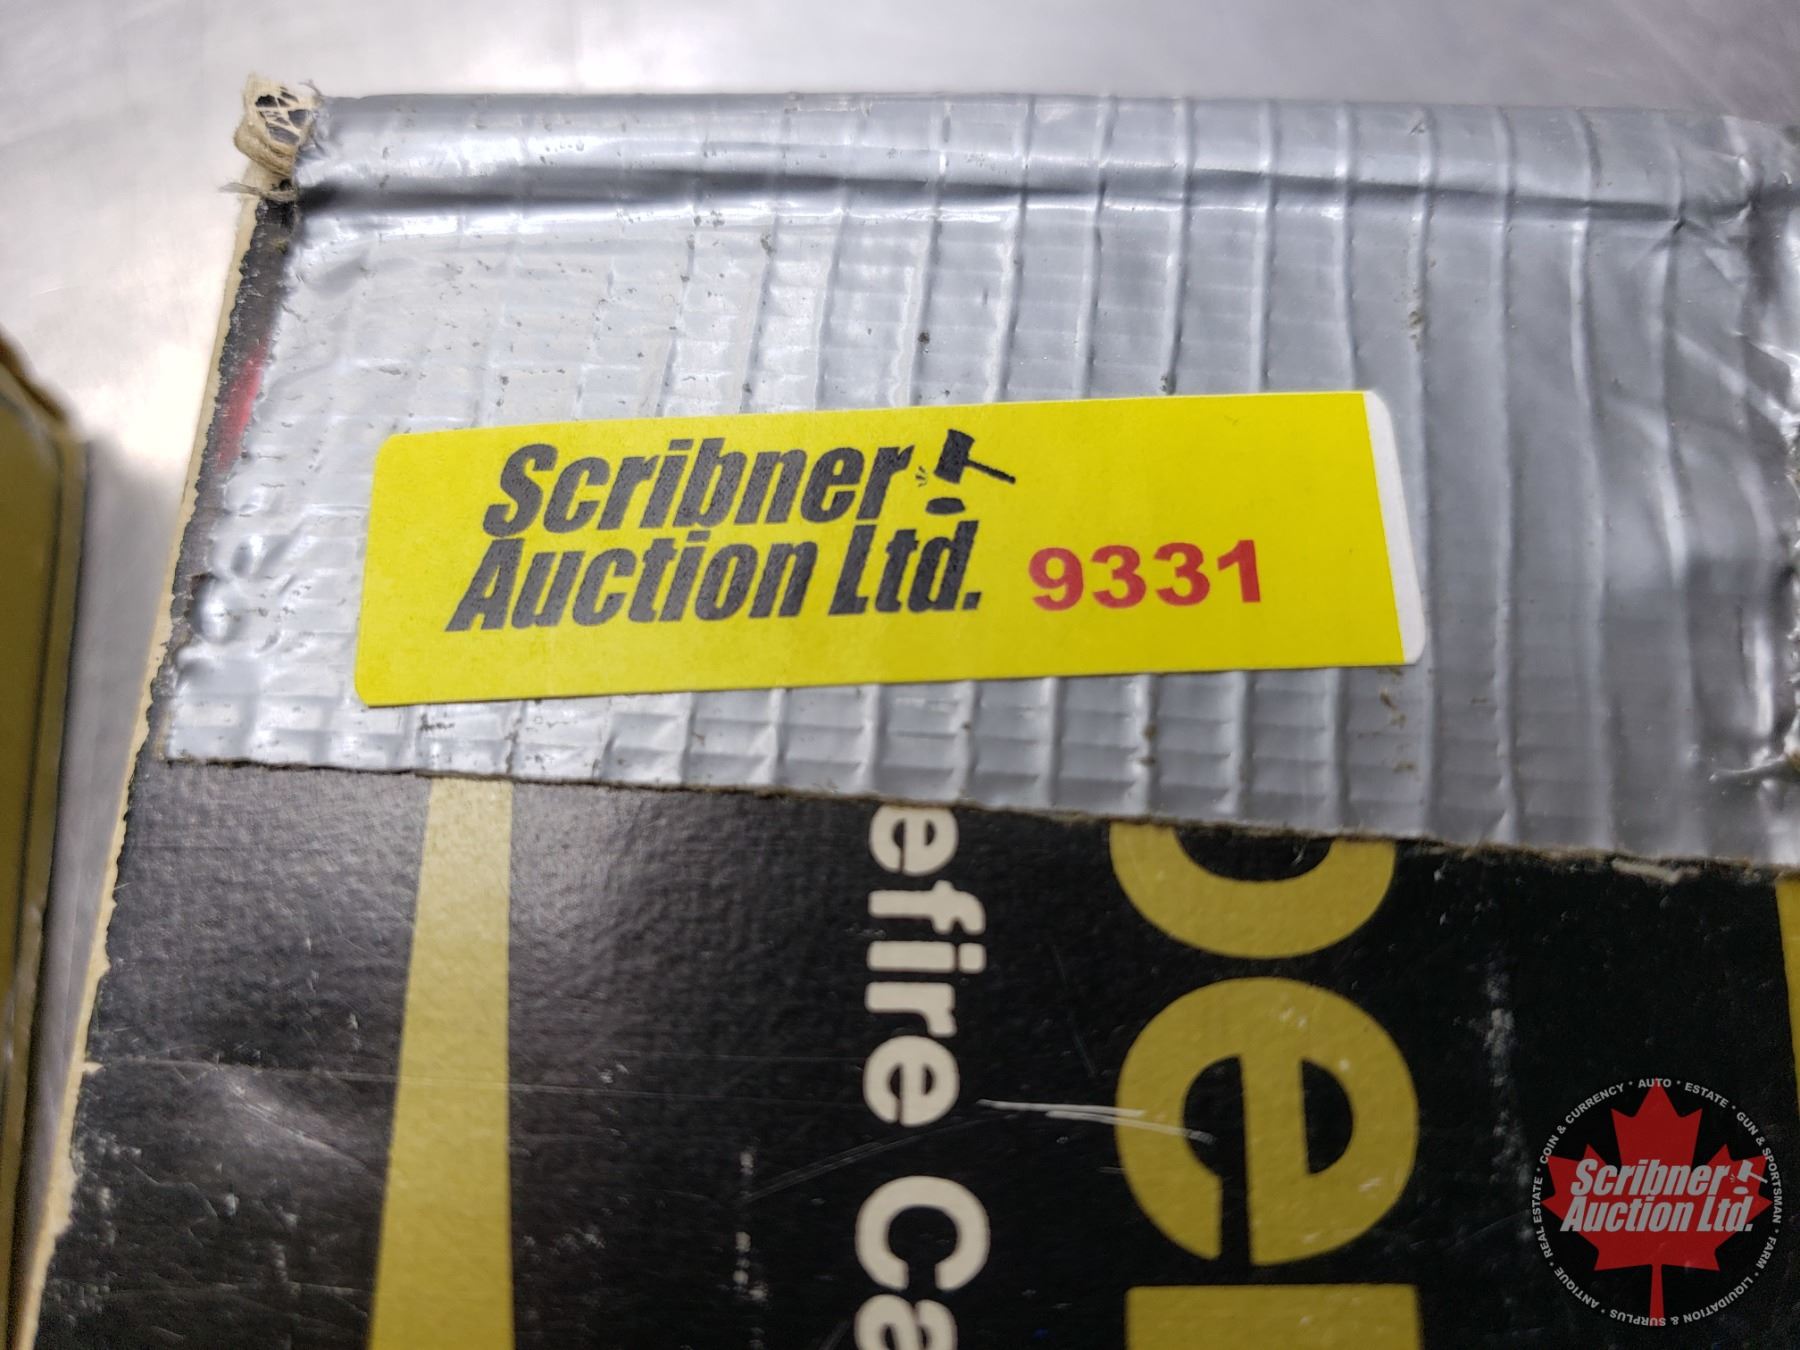 Scribner
Auction Ltd. 9331
efire Ca
pel
COIN & CURRENCY • AUTO • ESTATE • GUN & SPORTSMAN • FARM • LIQUIDATION & SURPLUS • ANTIQUE • REAL ESTATE •
Scribner
Auction Ltd.